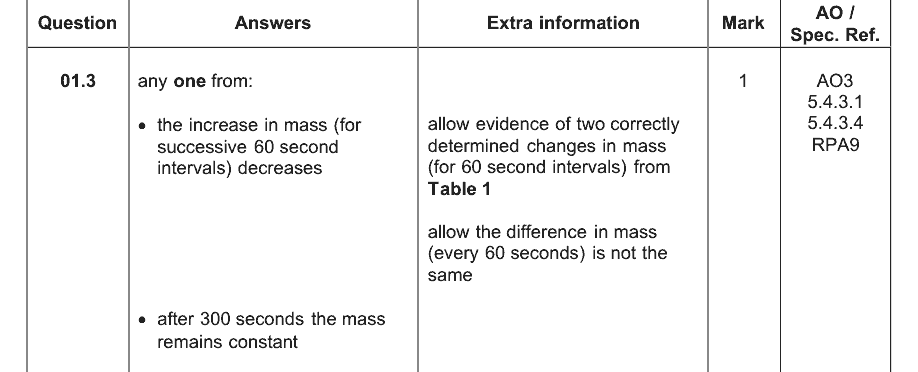 Question Answers Extra information Mark AO /
Spec. Ref.
01.3 any one from: 1 AO3
5.4.3.1
5.4.3.4
RPA9
• the increase in mass (for
successive 60 second
intervals) decreases
allow evidence of two correctly
determined changes in mass
(for 60 second intervals) from
Table 1
allow the difference in mass
(every 60 seconds) is not the
same
• after 300 seconds the mass
remains constant